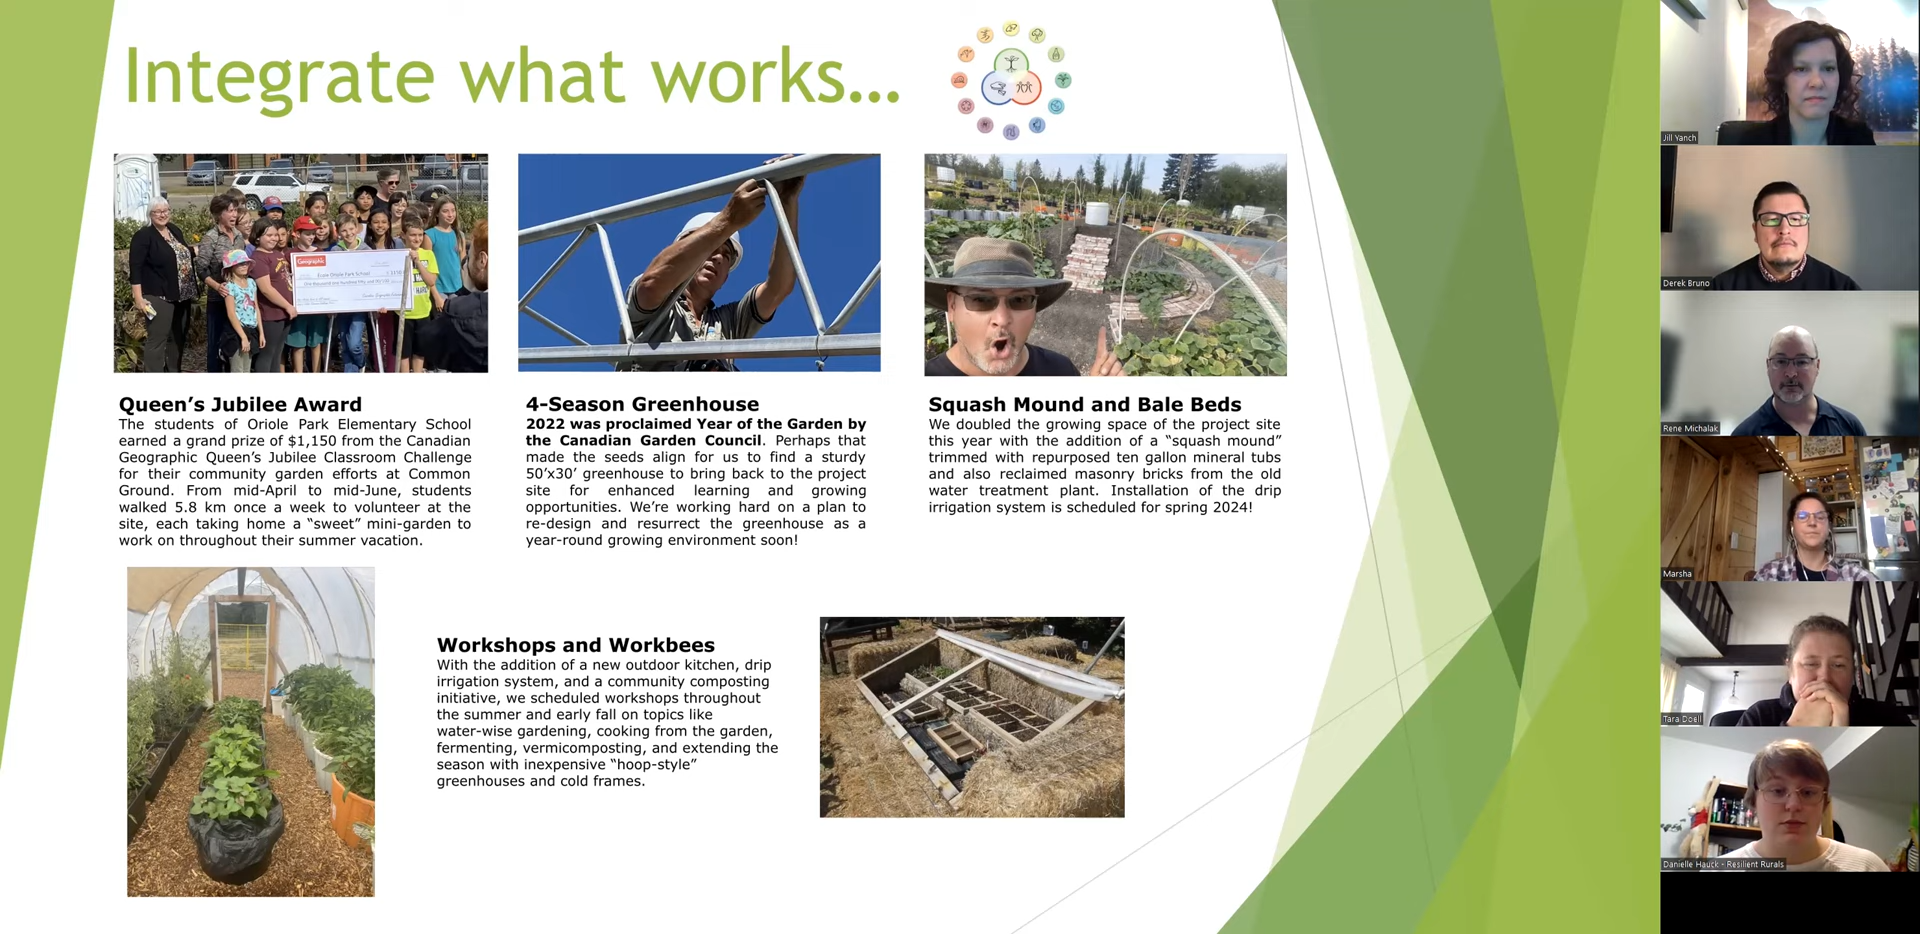 Integrate what works...
Geographic
Queen's Jubilee Award
The students of Oriole Park Elementary School
earned a grand prize of $1,150 from the Canadian
Geographic Queen's Jubilee Classroom Challenge
for their community garden efforts at Common
Ground. From mid-April to mid-June, students
walked 5.8 km once a week to volunteer at the
site, each taking home a "sweet" mini-garden to
work on throughout their summer vacation.
4-Season Greenhouse
2022 was proclaimed Year of the Garden by
the Canadian Garden Council. Perhaps that
made the seeds align for us to find a sturdy
50'x30' greenhouse to bring back to the project
site for enhanced learning and growing
opportunities. We're working hard on a plan to
re-design and resurrect the greenhouse as a
year-round growing environment soon!
Squash Mound and Bale Beds
We doubled the growing space of the project site
this year with the addition of a "squash mound"
trimmed with repurposed ten gallon mineral tubs
and also reclaimed masonry bricks from the old
water treatment plant. Installation of the drip
irrigation system is scheduled for spring 2024!
Workshops and Workbees
With the addition of a new outdoor kitchen, drip
irrigation system, and a community composting
initiative, we scheduled workshops throughout
the summer and early fall on topics like
water-wise gardening, cooking from the garden,
fermenting, vermicomposting, and extending the
season with inexpensive "hoop-style"
greenhouses and cold frames.
Jill Yanch
Derek Bruno
Rene Michalak
Marsha
Tara Doell
Danielle Hauck - Resilient Rurals